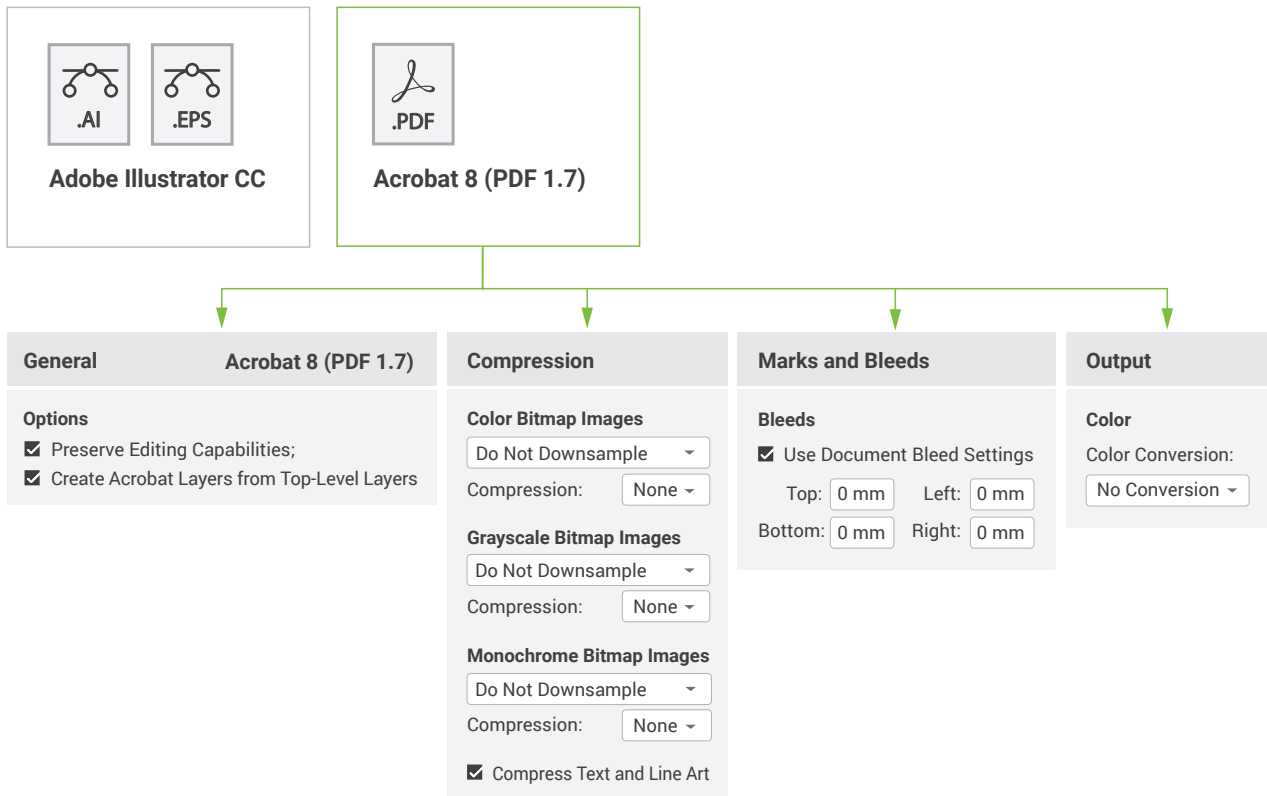 .AI
.EPS
Adobe Illustrator CC
.PDF
Acrobat 8 (PDF 1.7)
General
Acrobat 8 (PDF 1.7)
Options
Preserve Editing Capabilities;
Create Acrobat Layers from Top-Level Layers
Compression
Color Bitmap Images
Do Not Downsample
Compression: None
Grayscale Bitmap Images
Do Not Downsample
Compression: None
Monochrome Bitmap Images
Do Not Downsample
Compression: None
Compress Text and Line Art
Marks and Bleeds
Bleeds
Use Document Bleed Settings
Top: 0 mm Left: 0 mm
Bottom: 0 mm Right: 0 mm
Output
Color
Color Conversion:
No Conversion